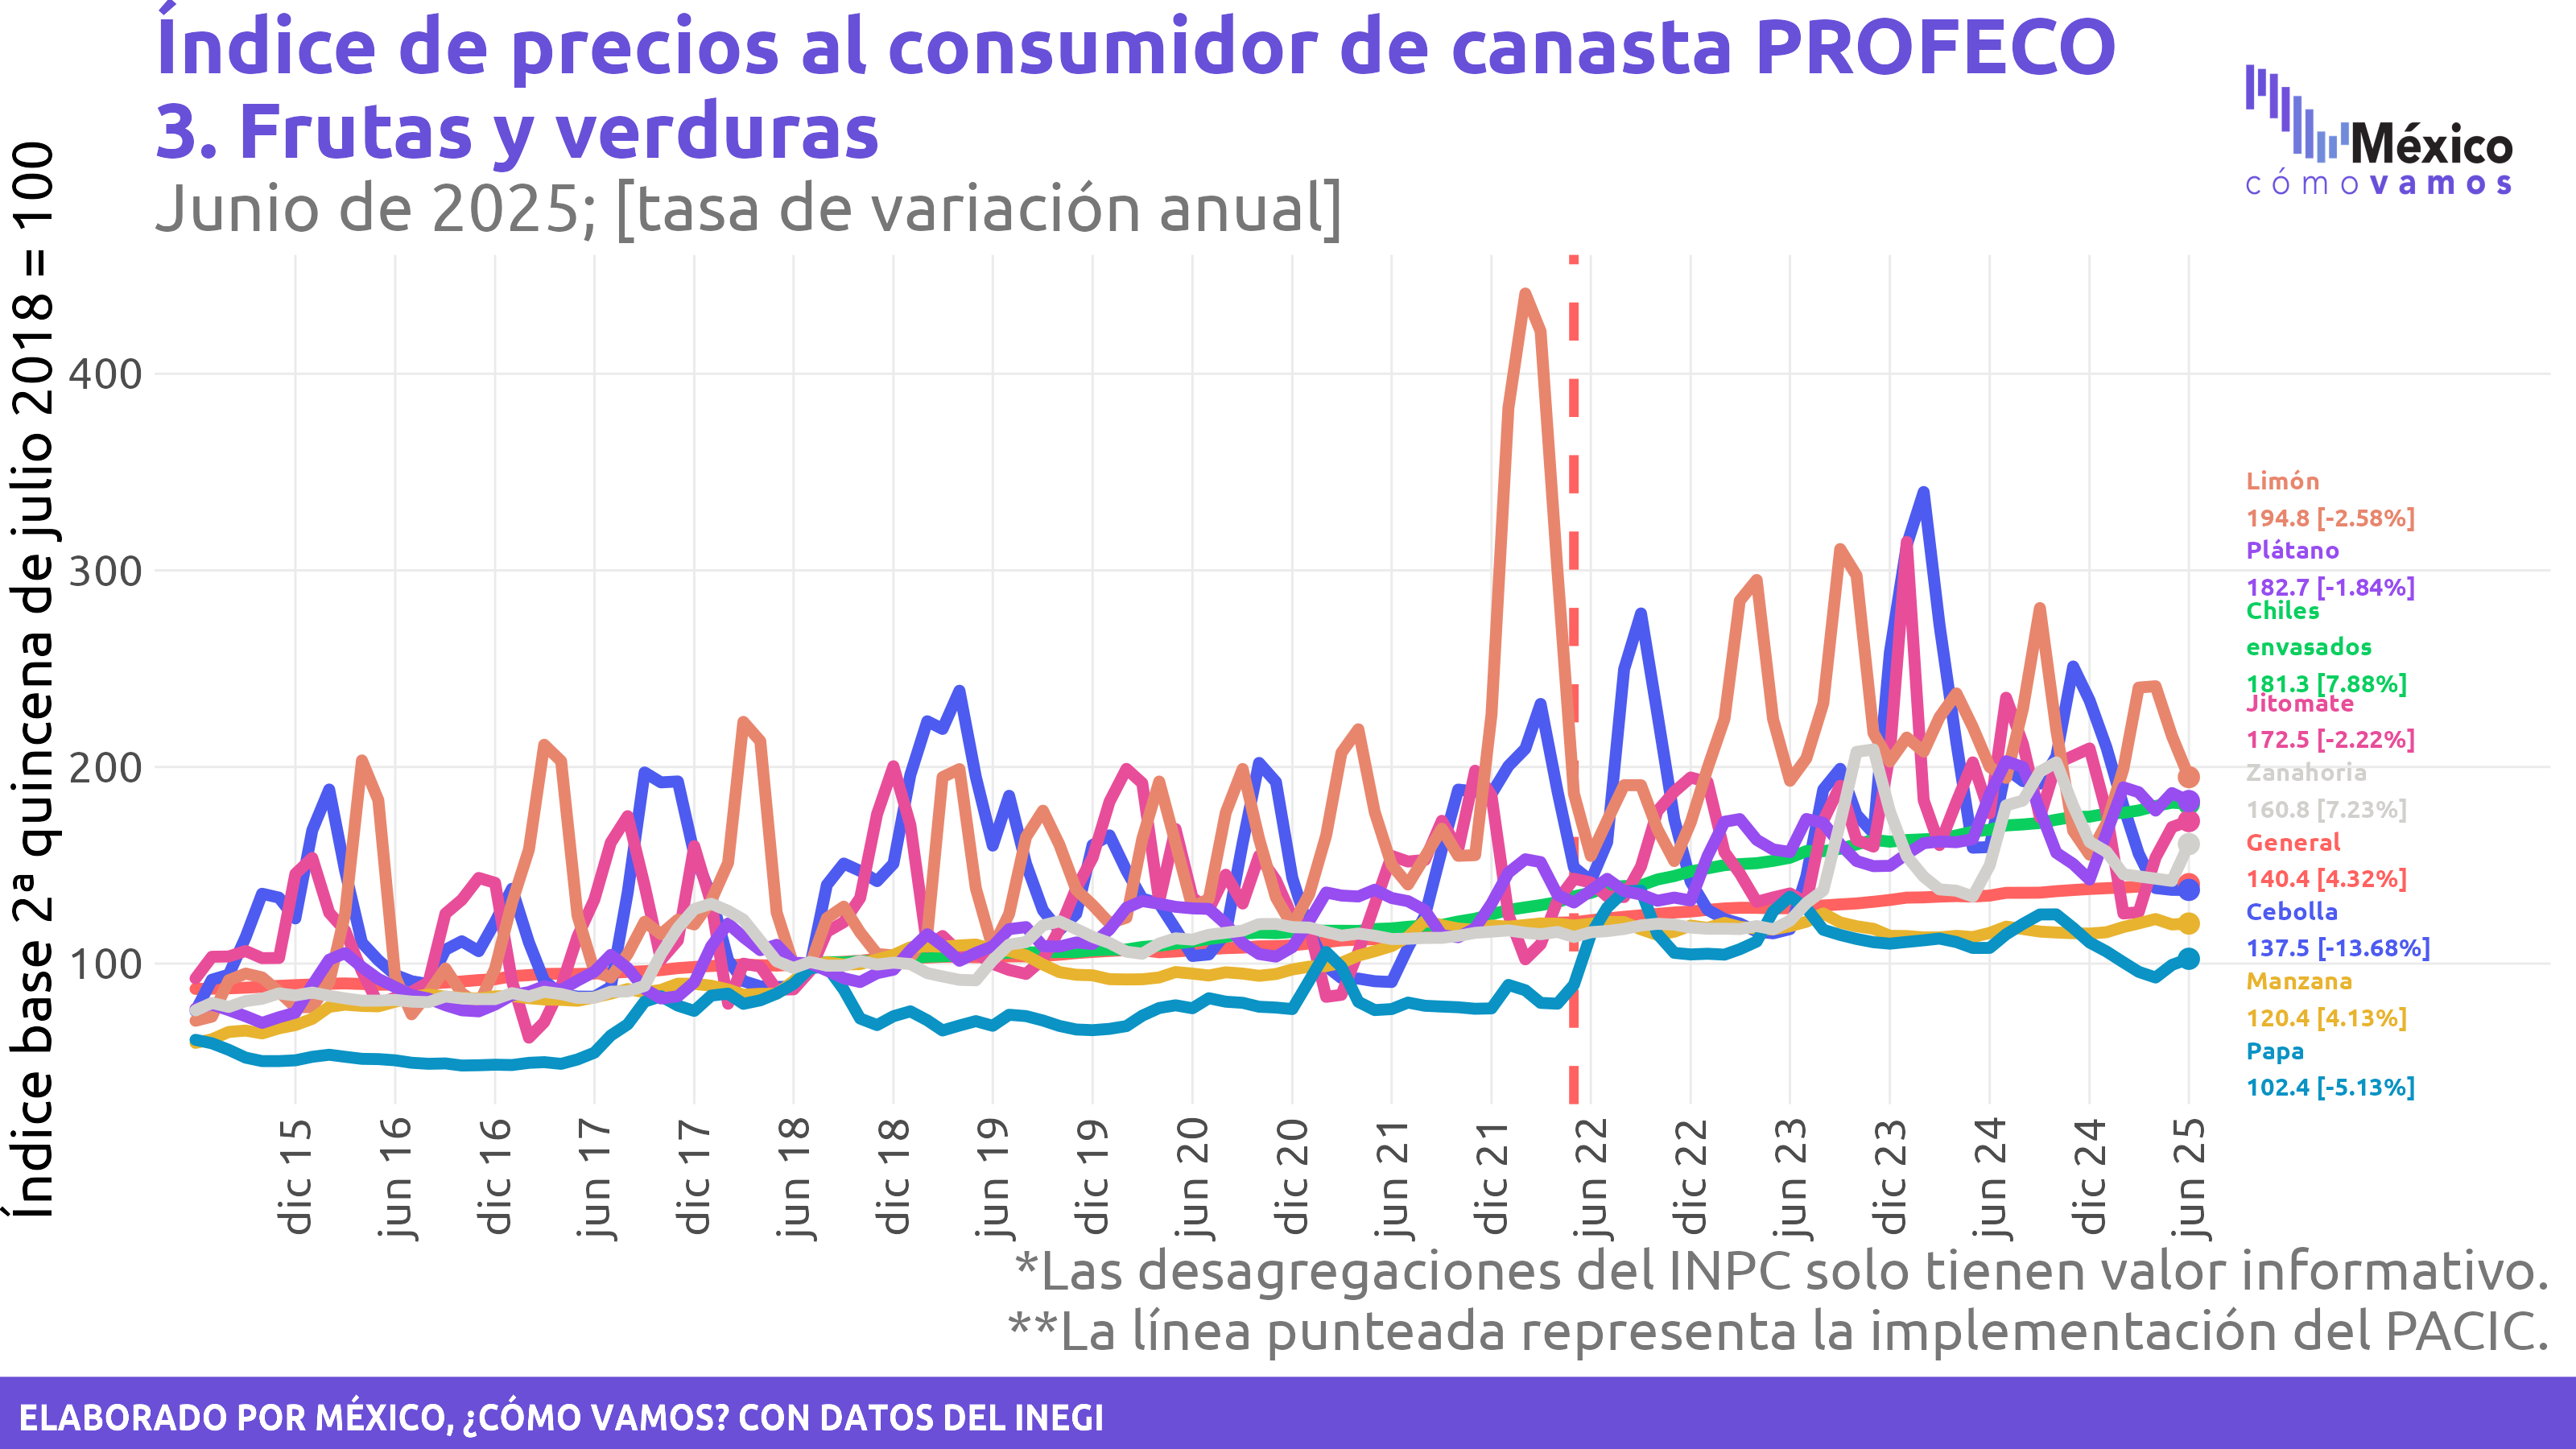 Índice de precios al consumidor de canasta PROFECO
3. Frutas y verduras
Junio de 2025; [tasa de variación anual]
México
cómo vamos
Índice base 2ª quincena de julio 2018 = 100
400
300
200
100
Limón
194.8 [-2.58%]
Plátano
182.7 [-1.84%]
Chiles
envasados
181.3 [7.88%]
Jitomate
172.5 [-2.22%]
Zanahoria
160.8 [7.23%]
General
140.4 [4.32%]
Cebolla
137.5 [-13.68%]
Manzana
120.4 [4.13%]
Papa
102.4 [-5.13%]
dic 15
jun 16
dic 16
jun 17
dic 17
jun 18
dic 18
jun 19
dic 19
jun 20
dic 20
jun 21
dic 21
jun 22
dic 22
jun 23
dic 23
jun 24
dic 24
jun 25
*Las desagregaciones del INPC solo tienen valor informativo.
**La línea punteada representa la implementación del PACIC.
ELABORADO POR MÉXICO, ¿CÓMO VAMOS? CON DATOS DEL INEGI